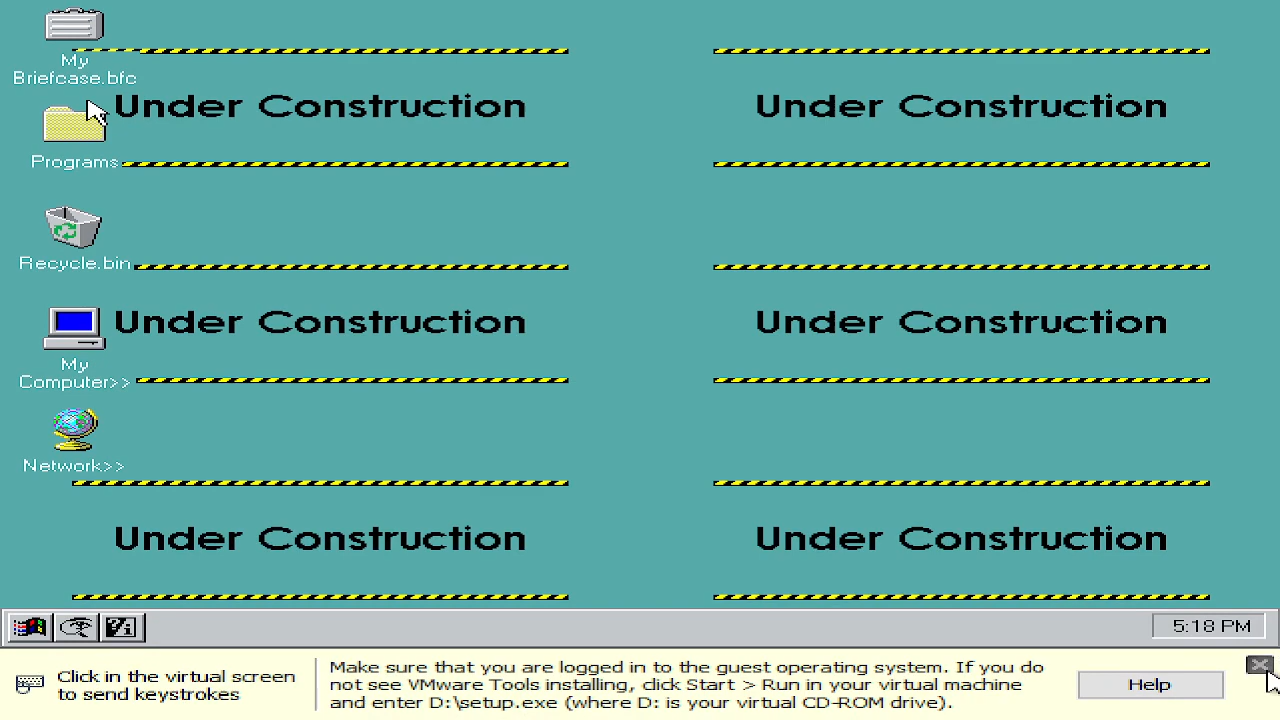 My
Briefcase.bfc
Under Construction
Under Construction
Programs
Recycle.bin
Under Construction
Under Construction
My
Computer>>
Network>>
Under Construction
Under Construction
5:18 PM
Click in the virtual screen
to send keystrokes
Make sure that you are logged in to the guest operating system. If you do
not see VMware Tools installing, click Start > Run in your virtual machine
and enter D:\setup.exe (where D: is your virtual CD-ROM drive).
Help